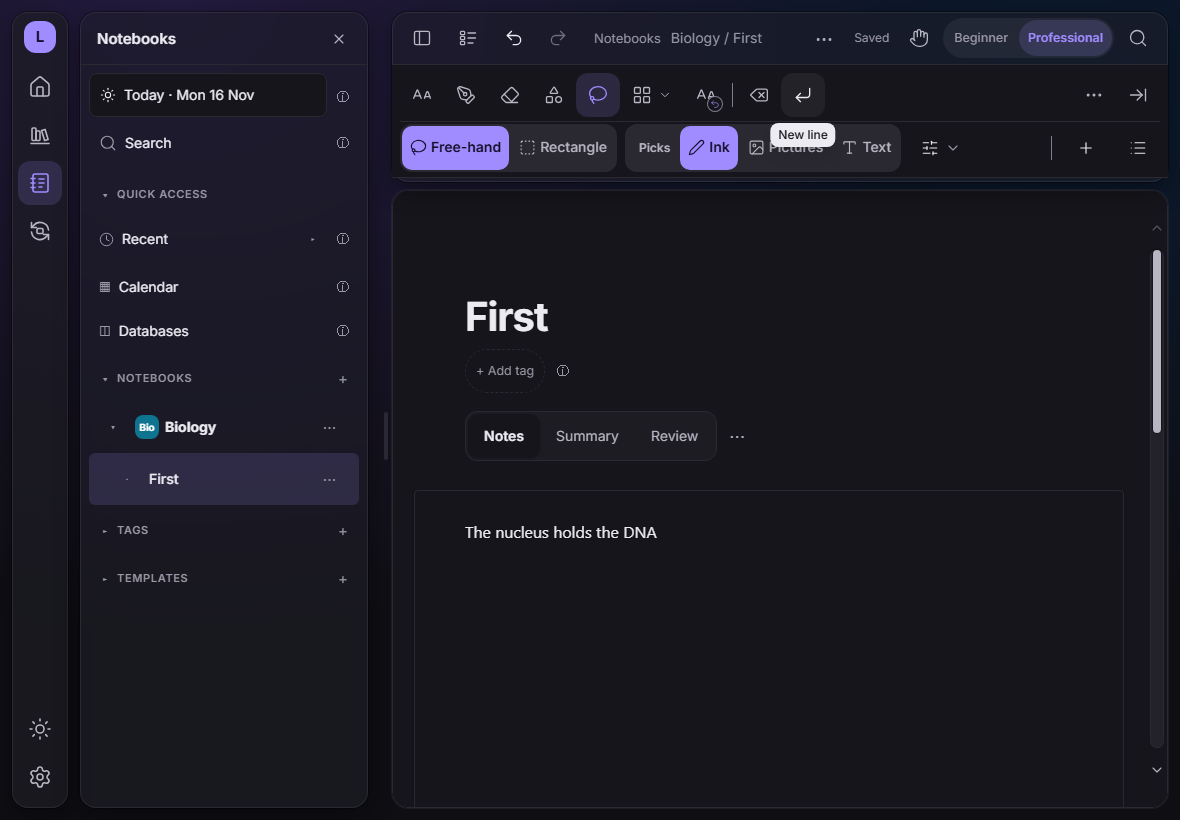 L
Notebooks
Today · Mon 16 Nov
Search
QUICK ACCESS
Recent
Calendar
Databases
NOTEBOOKS
Bio Biology
First
TAGS
TEMPLATES
Notebooks Biology / First
Saved
Beginner Professional
AA
AA
New line
Free-hand Rectangle Picks Ink Pictures Text
First
+ Add tag
Notes Summary Review
The nucleus holds the DNA